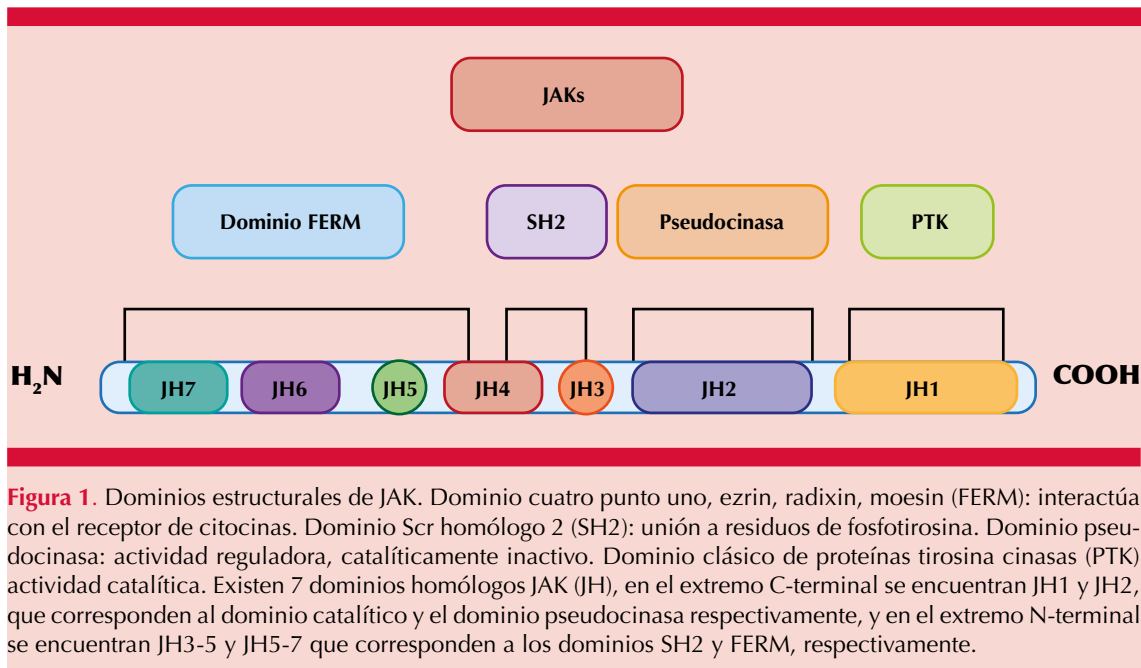 JAKs
Dominio FERM SH2 Pseudocinasa PTK
H₂N JH7 JH6 JH5 JH4 JH3 JH2 JH1 COOH
Figura 1. Dominios estructurales de JAK. Dominio cuatro punto uno, ezrin, radixin, moesin (FERM): interactúa
con el receptor de citocinas. Dominio Scr homólogo 2 (SH2): unión a residuos de fosfotirosina. Dominio pseu-
docinasa: actividad reguladora, catalíticamente inactivo. Dominio clásico de proteínas tirosina cinasas (PTK)
actividad catalítica. Existen 7 dominios homólogos JAK (JH), en el extremo C-terminal se encuentran JH1 y JH2,
que corresponden al dominio catalítico y el dominio pseudocinasa respectivamente, y en el extremo N-terminal
se encuentran JH3-5 y JH5-7 que corresponden a los dominios SH2 y FERM, respectivamente.